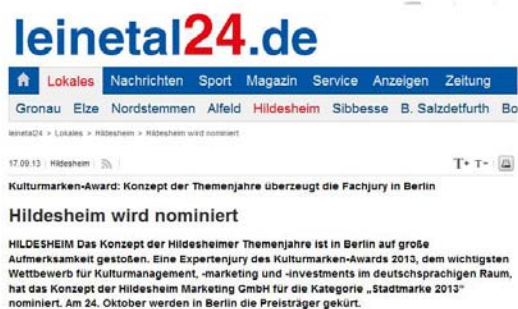 leinetal24.de
Lokales Nachrichten Sport Magazin Service Anzeigen Zeitung
Gronau Elze Nordstemmen Alfeld Hildesheim Sibbesse B. Salzdetfurth Bo
leinetal24 > Lokales > Hildesheim > Hildesheim wird nominiert
17.09.13 Hildesheim T+ T-
Kulturmarken-Award: Konzept der Themenjahre überzeugt die Fachjury in Berlin
Hildesheim wird nominiert
HILDESHEIM Das Konzept der Hildesheimer Themenjahre ist in Berlin auf große
Aufmerksamkeit gestoßen. Eine Expertenjury des Kulturmarken-Awards 2013, dem wichtigsten
Wettbewerb für Kulturmanagement, -marketing und -investments im deutschsprachigen Raum,
hat das Konzept der Hildesheim Marketing GmbH für die Kategorie „Stadtmarke 2013“
nominiert. Am 24. Oktober werden in Berlin die Preisträger gekürt.